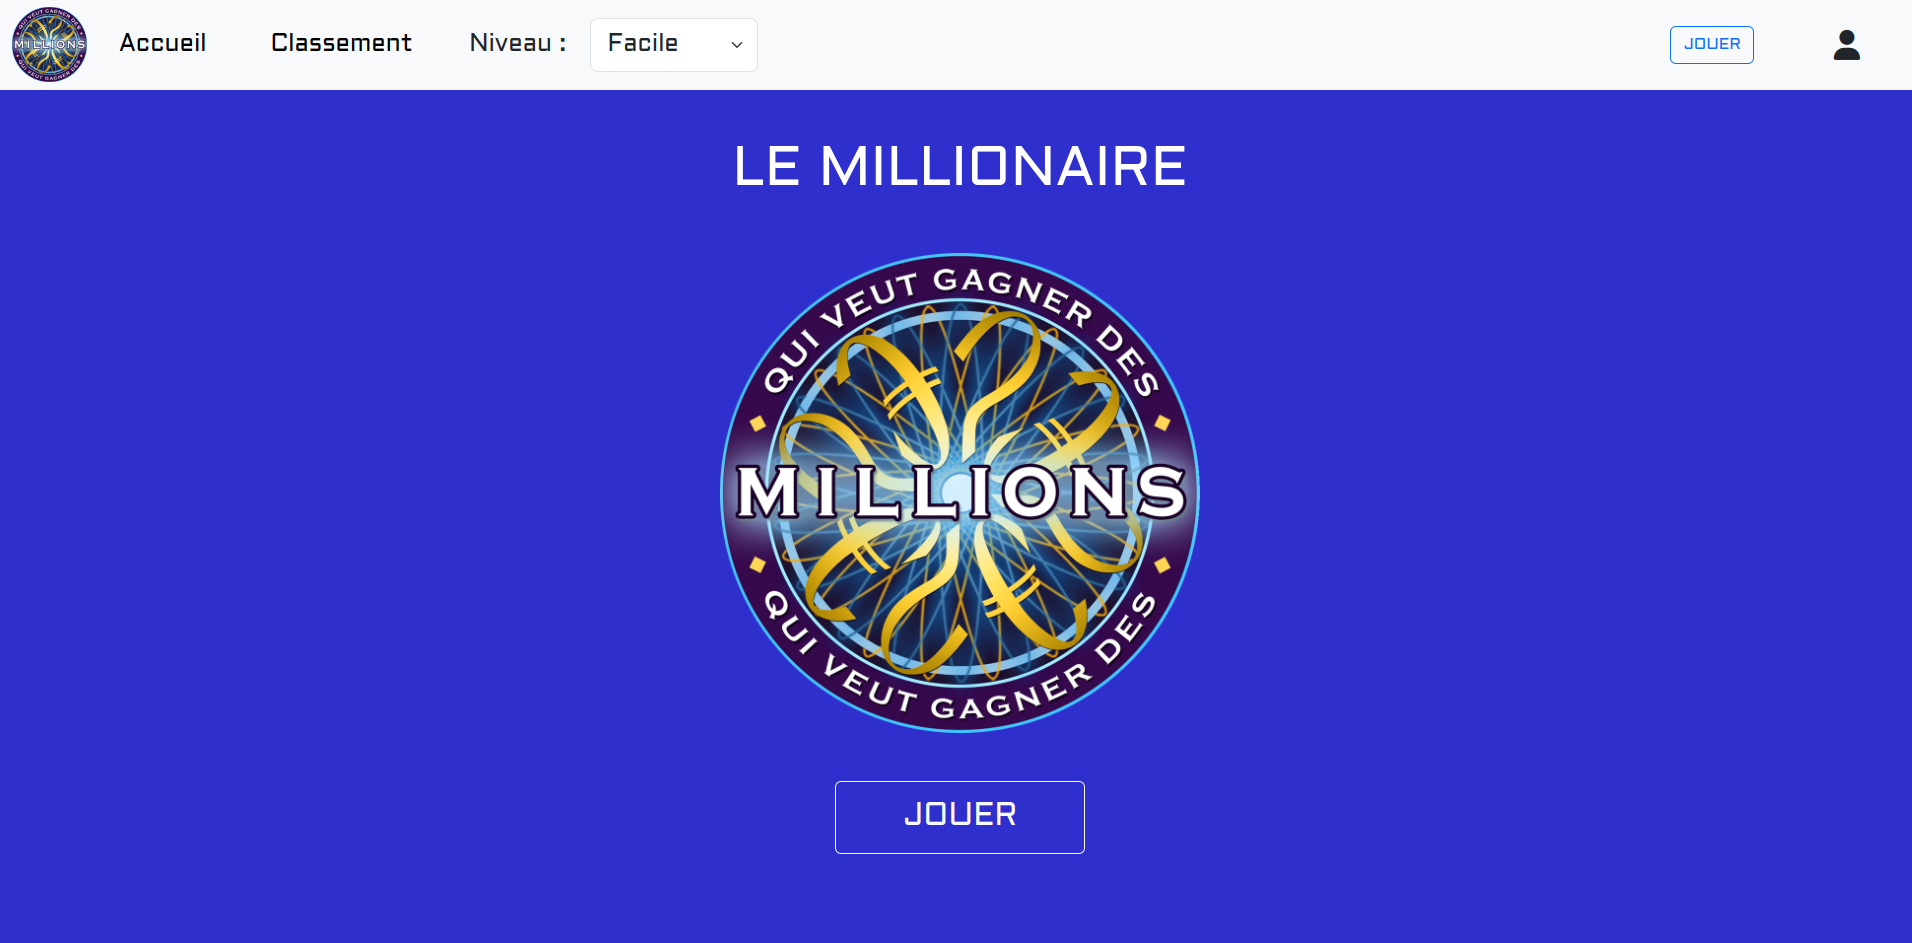 QUI VEUT GAGNER DES
MILLIONS
QUI VEUT GAGNER DES
Accueil
Classement
Niveau :
Facile
JOUER
LE MILLIONAIRE
QUI VEUT GAGNER DES
MILLIONS
QUI VEUT GAGNER DES
JOUER